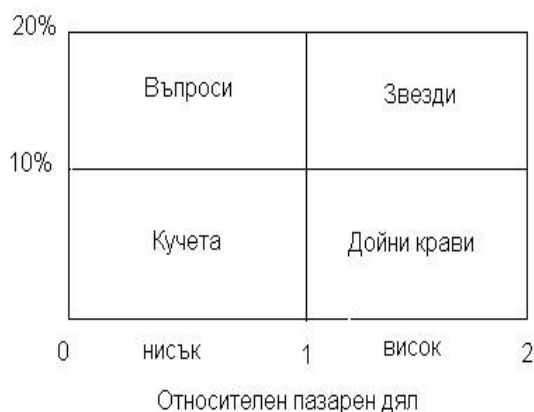 20%
Въпроси
Звезди
10%
Кучета
Дойни крави
0 нисък 1 висок 2
Относителен пазарен дял